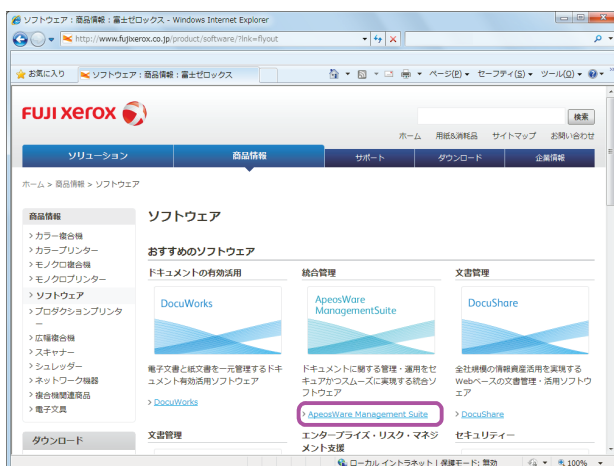 ソフトウェア : 商品情報 : 富士ゼロックス - Windows Internet Explorer
http://www.fujixerox.co.jp/product/software/?lnk=flyout
お気に入り
ソフトウェア : 商品情報 : 富士ゼロックス
ページ(P) セーフティ(S) ツール(O)
FUJI xerox
検索
ホーム 用紙&消耗品 サイトマップ お問い合わせ
ソリューション 商品情報 サポート ダウンロード 企業情報
ホーム > 商品情報 > ソフトウェア
商品情報
> カラー複合機
> カラープリンター
> モノクロ複合機
> モノクロプリンター
> ソフトウェア
> プロダクションプリンタ
ー
> 広幅複合機
> スキャナー
> シュレッダー
> ネットワーク機器
> 複合機関連商品
> 電子文具
ダウンロード
ソフトウェア
おすすめのソフトウェア
ドキュメントの有効活用
DocuWorks
電子文書と紙文書を一元管理するドキ
ュメント有効活用ソフトウェア
> DocuWorks
統合管理
ApeosWare
ManagementSuite
ドキュメントに関する管理・運用をセ
キュアかつスムーズに実現する統合ソ
フトウェア
> ApeosWare Management Suite
文書管理
DocuShare
全社規模の情報資産活用を実現する
Webベースの文書管理・活用ソフトウ
ェア
> DocuShare
文書管理
エンタープライズ・リスク・マネジ
メント支援
セキュリティー
ローカル イントラネット | 保護モード: 無効
100%